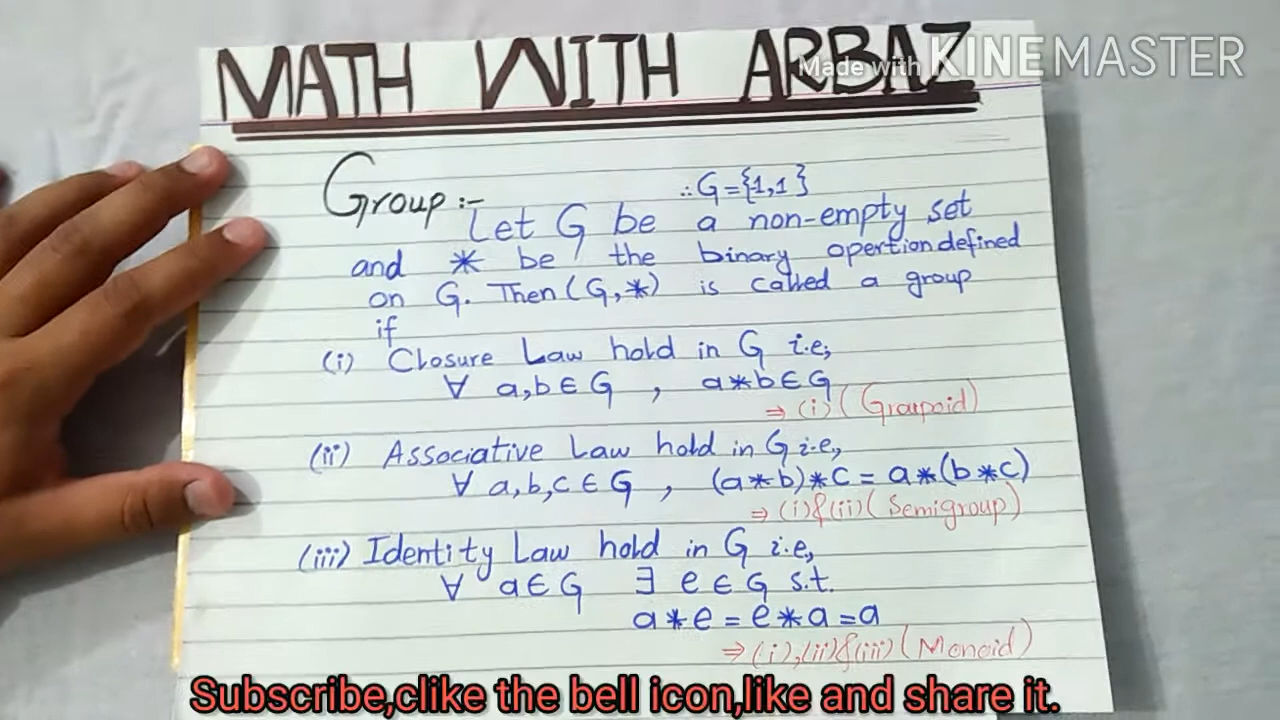 MATH WITH ARBAZ
Made with KINEMASTER
Group :-
∴ G = {1,1}
Let G be a non-empty set
and * be the binary opertion defined
on G. Then (G,*) is called a group
if
(i) Closure Law hold in G i.e;
∀ a,b ∈ G , a*b ∈ G
⇒ (i) (Groupoid)
(ii) Associative Law hold in G i.e,
∀ a,b,c ∈ G , (a*b)*c = a*(b*c)
⇒ (i)&(ii) (Semigroup)
(iii) Identity Law hold in G i.e,
∀ a ∈ G ∃ e ∈ G s.t.
a*e = e*a = a
⇒ (i),(ii)&(iii) (Monoid)
Subscribe,clike the bell icon,like and share it.